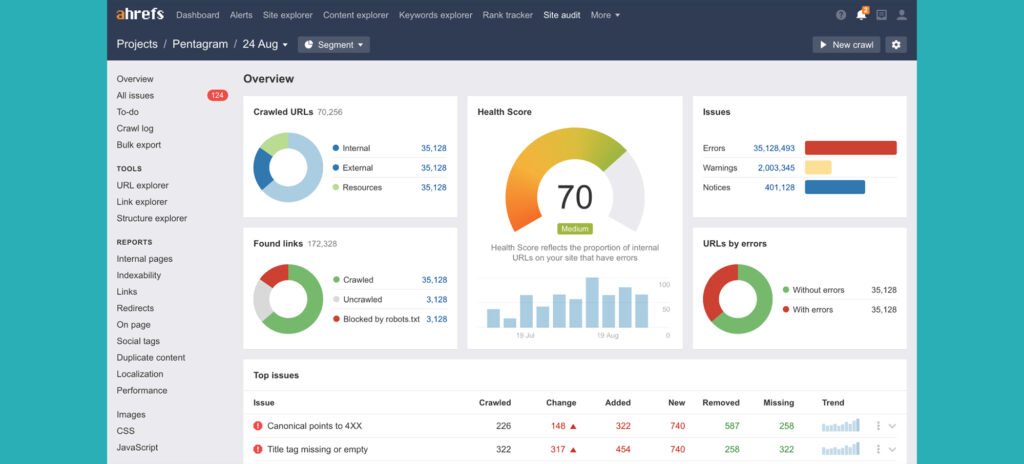 ahrefs Dashboard Alerts Site explorer Content explorer Keywords explorer Rank tracker Site audit More 2
Projects / Pentagram / 24 Aug Segment New crawl
Overview
All issues 124
To-do
Crawl log
Bulk export
TOOLS
URL explorer
Link explorer
Structure explorer
REPORTS
Internal pages
Indexability
Links
Redirects
On page
Social tags
Duplicate content
Localization
Performance
Images
CSS
JavaScript
Overview
Crawled URLs 70,256
Internal 35,128
External 35,128
Resources 35,128
Health Score
70
Medium
Health Score reflects the proportion of internal
URLs on your site that have errors
100
50
0
18 Jul 19 Aug
Issues
Errors 35,128,493
Warnings 2,003,345
Notices 401,128
Found links 172,328
Crawled 35,128
Uncrawled 3,128
Blocked by robots.txt 3,128
URLs by errors
Without errors 35,128
With errors 35,128
Top issues
Issue Crawled Change Added New Removed Missing Trend
Canonical points to 4XX 226 148 322 740 587 258
Title tag missing or empty 322 317 454 740 258 322